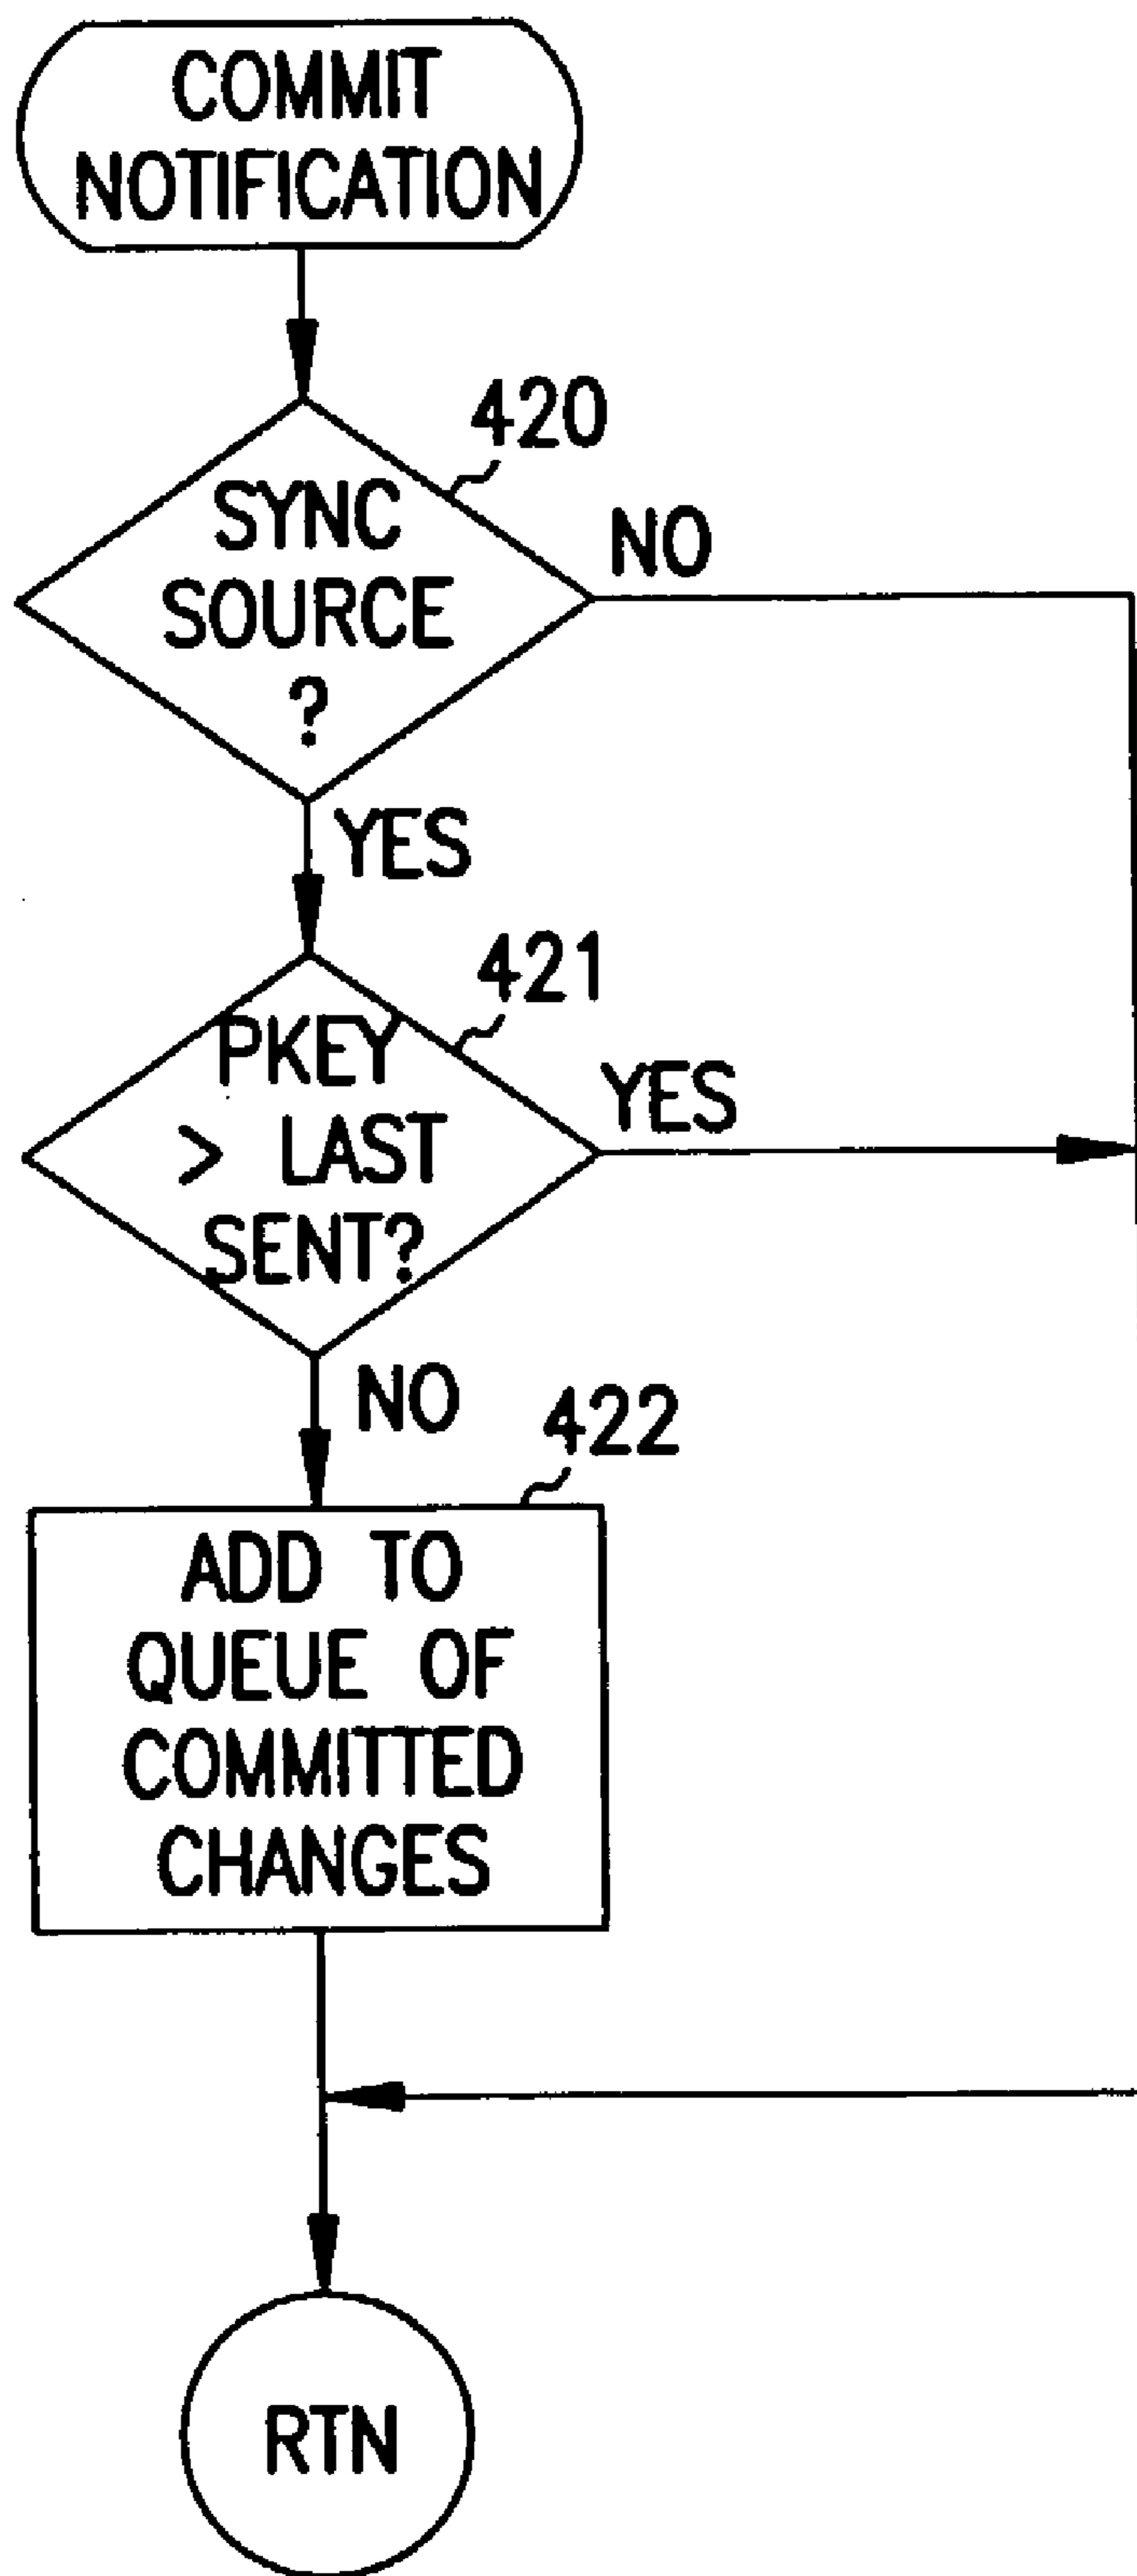 COMMIT
NOTIFICATION
420
SYNC
SOURCE
?
NO
YES
421
PKEY
> LAST
SENT?
YES
NO
422
ADD TO
QUEUE OF
COMMITTED
CHANGES
RTN